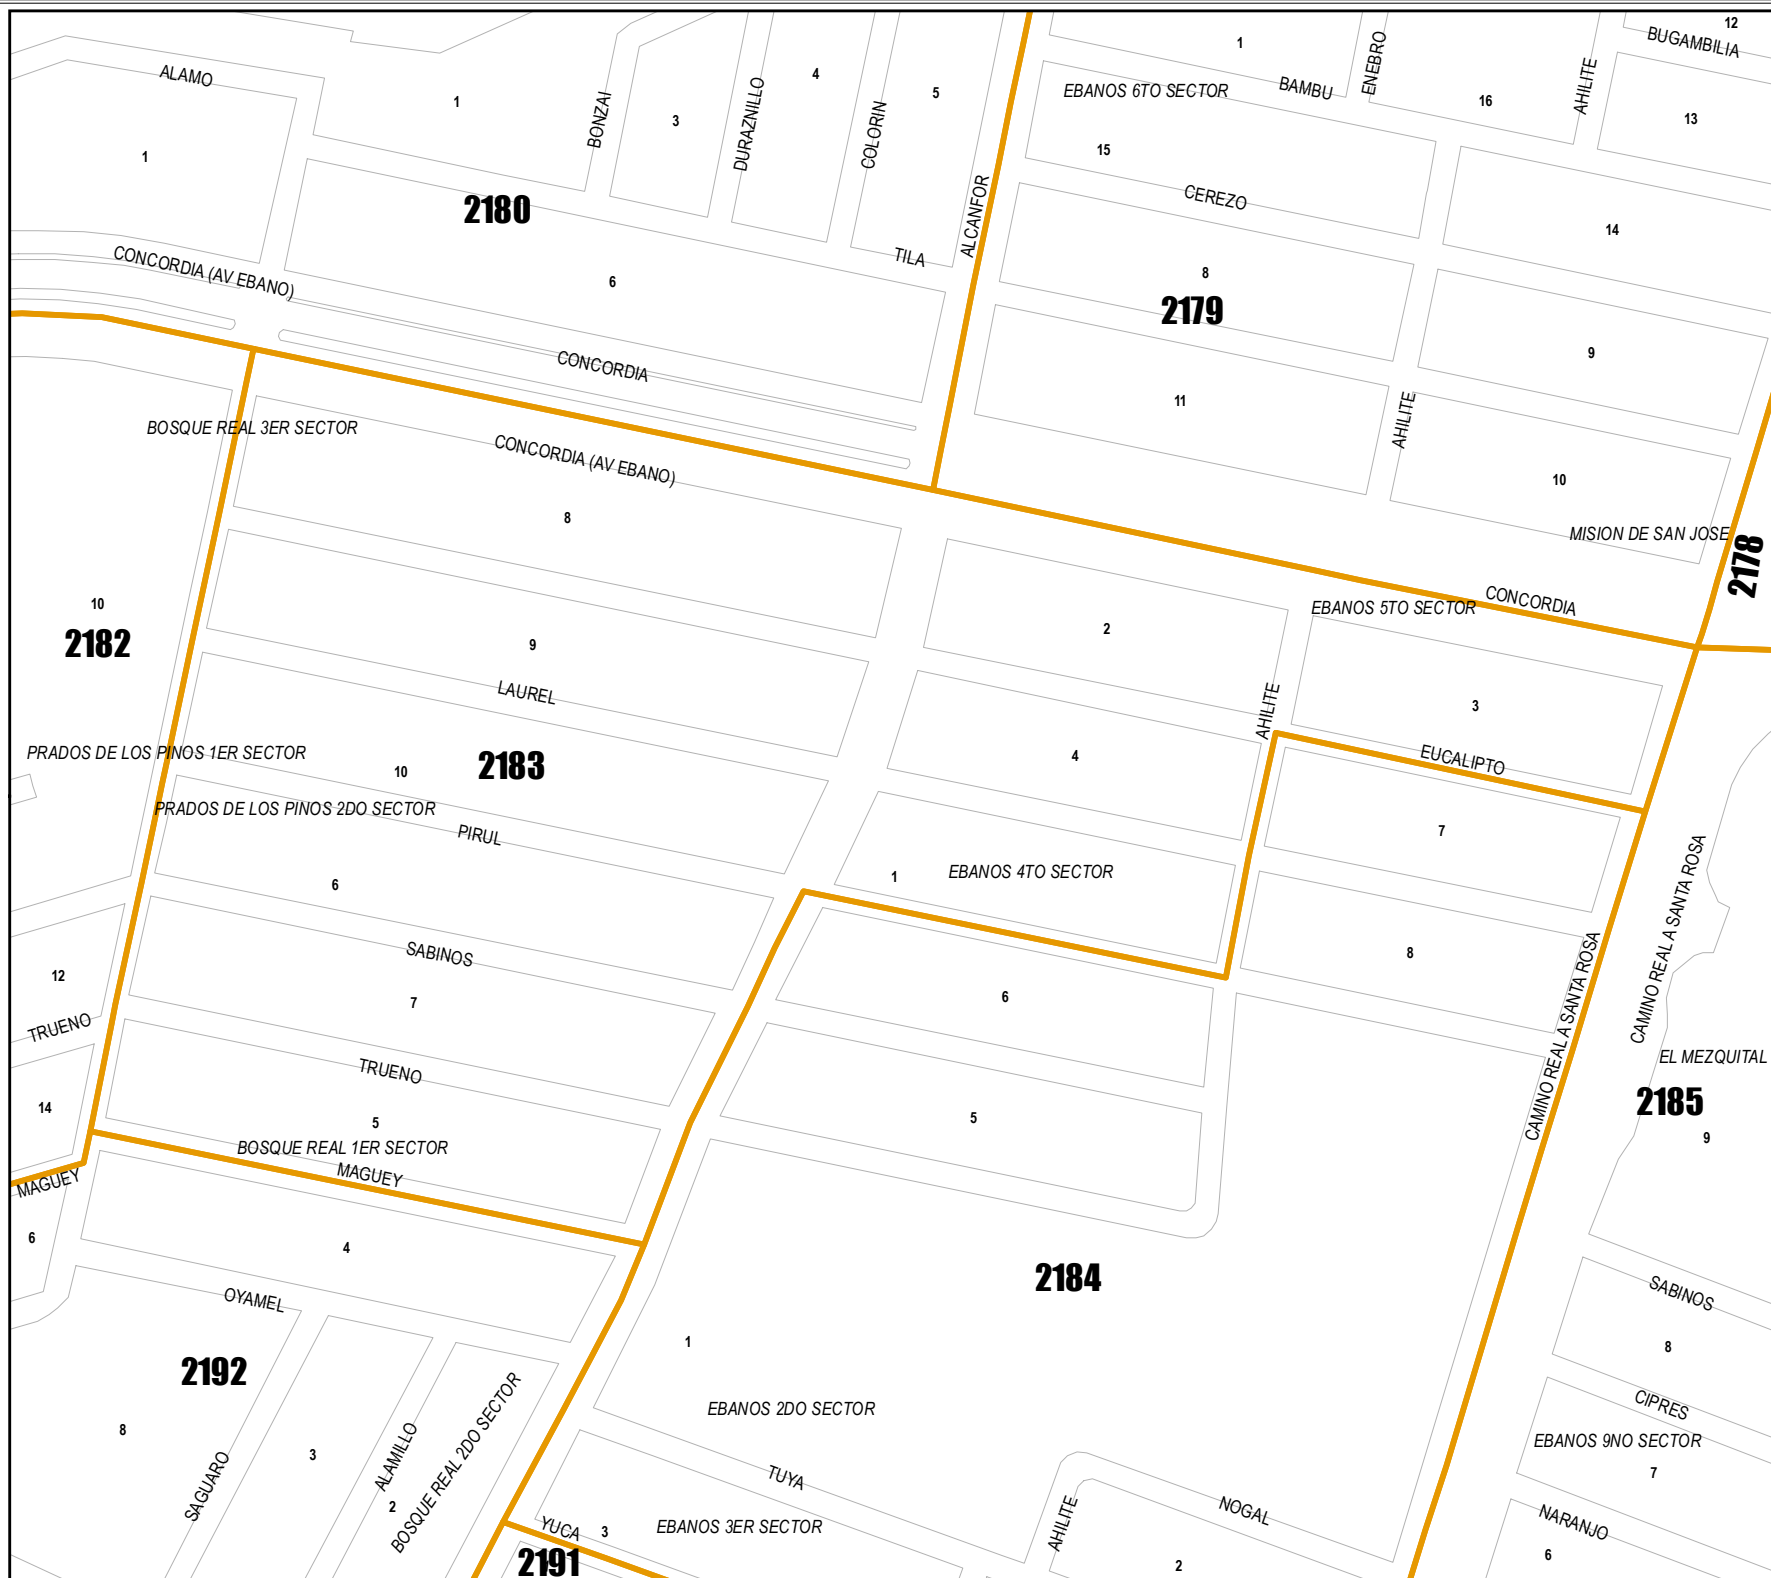 12
BUGAMBILIA
1
ENEBRO
ALAMO
4
AHILITE
EBANOS 6TO SECTOR
BAMBU
5
1
BONZAI
DURAZNILLO
COLORIN
16
3
13
1
15
2180
CEREZO
ALCANFOR
14
CONCORDIA (AV EBANO)
TILA
6
8
2179
CONCORDIA
9
11
AHILITE
BOSQUE REAL 3ER SECTOR
CONCORDIA (AV EBANO)
10
8
MISION DE SAN JOSE
2178
10
CONCORDIA
EBANOS 5TO SECTOR
2182
9
2
LAUREL
AHILITE
3
PRADOS DE LOS PINOS 1ER SECTOR
10
2183
4
EUCALIPTO
PRADOS DE LOS PINOS 2DO SECTOR
PIRUL
7
6
1
EBANOS 4TO SECTOR
CAMINO REAL A SANTA ROSA
SABINOS
8
12
7
6
CAMINO REAL A SANTA ROSA
TRUENO
TRUENO
EL MEZQUITAL
14
5
5
2185
9
BOSQUE REAL 1ER SECTOR
MAGUEY
MAGUEY
6
4
2184
OYAMEL
SABINOS
2192
1
8
BOSQUE REAL 2DO SECTOR
EBANOS 2DO SECTOR
CIPRES
8
3
ALAMILLO
EBANOS 9NO SECTOR
SAGUARO
TUYA
7
2
NOGAL
AHILITE
YUCA
3
EBANOS 3ER SECTOR
NARANJO
2191
2
6